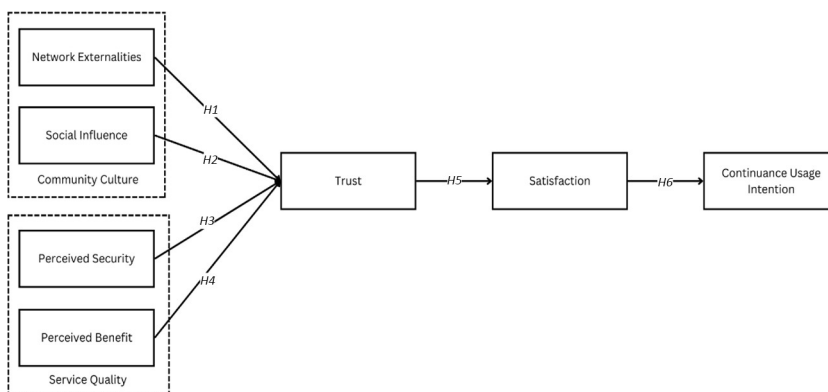 Network Externalities
H1
Social Influence
H2
Community Culture
Trust
H5
Satisfaction
H6
Continuance Usage
Intention
H3
Perceived Security
H4
Perceived Benefit
Service Quality